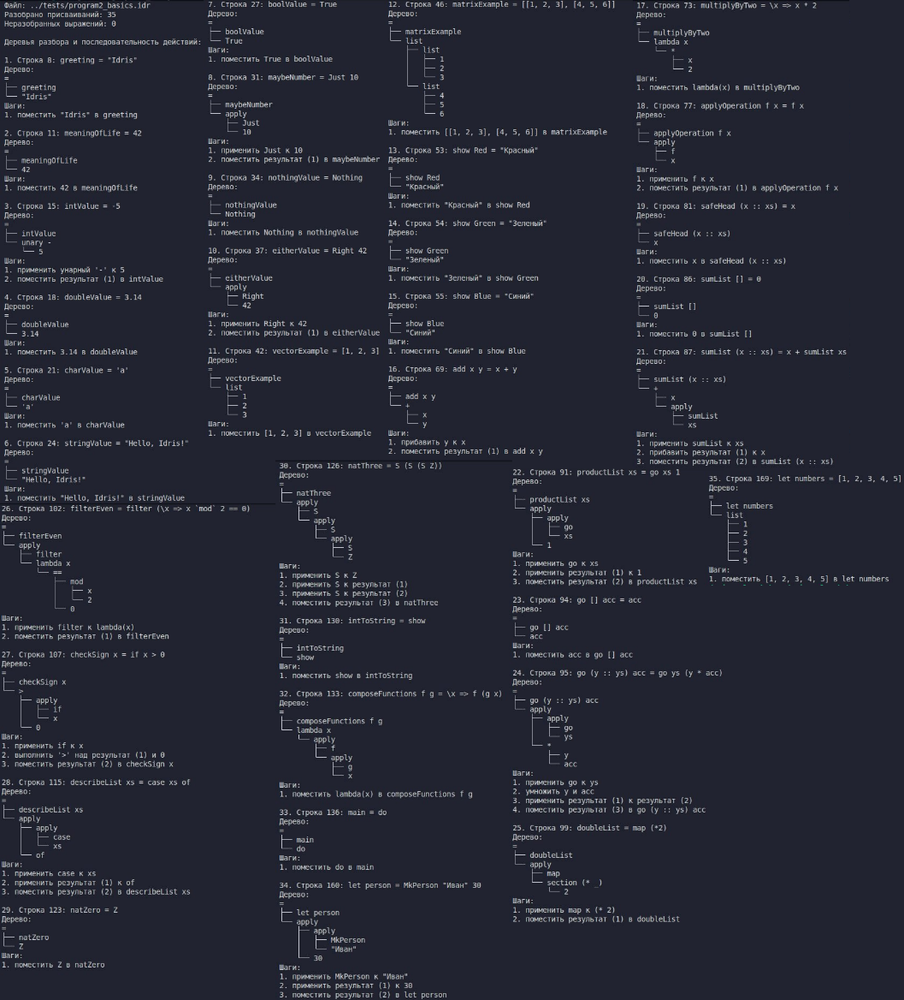 Файл: ../tests/program2_basics.idr
Разобрано присваиваний: 35
Неразобранных выражений: 0
Деревья разбора и последовательность действий:
1. Строка 8: greeting = "Idris"
Дерево:
=
├── greeting
└── "Idris"
Шаги:
1. поместить "Idris" в greeting
2. Строка 11: meaningOfLife = 42
Дерево:
=
├── meaningOfLife
└── 42
Шаги:
1. поместить 42 в meaningOfLife
3. Строка 15: intValue = -5
Дерево:
=
├── intValue
└── unary -
    └── 5
Шаги:
1. применить унарный '-' к 5
2. поместить результат (1) в intValue
4. Строка 18: doubleValue = 3.14
Дерево:
=
├── doubleValue
└── 3.14
Шаги:
1. поместить 3.14 в doubleValue
5. Строка 21: charValue = 'a'
Дерево:
=
├── charValue
└── 'a'
Шаги:
1. поместить 'a' в charValue
6. Строка 24: stringValue = "Hello, Idris!"
Дерево:
=
├── stringValue
└── "Hello, Idris!"
Шаги:
1. поместить "Hello, Idris!" в stringValue
7. Строка 27: boolValue = True
Дерево:
=
├── boolValue
└── True
Шаги:
1. поместить True в boolValue
8. Строка 31: maybeNumber = Just 10
Дерево:
=
├── maybeNumber
└── apply
    ├── Just
    └── 10
Шаги:
1. применить Just к 10
2. поместить результат (1) в maybeNumber
9. Строка 34: nothingValue = Nothing
Дерево:
=
├── nothingValue
└── Nothing
Шаги:
1. поместить Nothing в nothingValue
10. Строка 37: eitherValue = Right 42
Дерево:
=
├── eitherValue
└── apply
    ├── Right
    └── 42
Шаги:
1. применить Right к 42
2. поместить результат (1) в eitherValue
11. Строка 42: vectorExample = [1, 2, 3]
Дерево:
=
├── vectorExample
└── list
    ├── 1
    ├── 2
    └── 3
Шаги:
1. поместить [1, 2, 3] в vectorExample
12. Строка 46: matrixExample = [[1, 2, 3], [4, 5, 6]]
Дерево:
=
├── matrixExample
└── list
    ├── list
    │   ├── 1
    │   ├── 2
    │   └── 3
    └── list
        ├── 4
        ├── 5
        └── 6
Шаги:
1. поместить [[1, 2, 3], [4, 5, 6]] в matrixExample
13. Строка 53: show Red = "Красный"
Дерево:
=
├── show Red
└── "Красный"
Шаги:
1. поместить "Красный" в show Red
14. Строка 54: show Green = "Зеленый"
Дерево:
=
├── show Green
└── "Зеленый"
Шаги:
1. поместить "Зеленый" в show Green
15. Строка 55: show Blue = "Синий"
Дерево:
=
├── show Blue
└── "Синий"
Шаги:
1. поместить "Синий" в show Blue
16. Строка 69: add x y = x + y
Дерево:
=
├── add x y
└── +
    ├── x
    └── y
Шаги:
1. прибавить y к x
2. поместить результат (1) в add x y
17. Строка 73: multiplyByTwo = \x => x * 2
Дерево:
=
├── multiplyByTwo
└── lambda x
    └── *
        ├── x
        └── 2
Шаги:
1. поместить lambda(x) в multiplyByTwo
18. Строка 77: applyOperation f x = f x
Дерево:
=
├── applyOperation f x
└── apply
    ├── f
    └── x
Шаги:
1. применить f к x
2. поместить результат (1) в applyOperation f x
19. Строка 81: safeHead (x :: xs) = x
Дерево:
=
├── safeHead (x :: xs)
└── x
Шаги:
1. поместить x в safeHead (x :: xs)
20. Строка 86: sumList [] = 0
Дерево:
=
├── sumList []
└── 0
Шаги:
1. поместить 0 в sumList []
21. Строка 87: sumList (x :: xs) = x + sumList xs
Дерево:
=
├── sumList (x :: xs)
└── +
    ├── x
    └── apply
        ├── sumList
        └── xs
Шаги:
1. применить sumList к xs
2. прибавить результат (1) к x
3. поместить результат (2) в sumList (x :: xs)
22. Строка 91: productList xs = go xs 1
Дерево:
=
├── productList xs
└── apply
    ├── apply
    │   ├── go
    │   └── xs
    └── 1
Шаги:
1. применить go к xs
2. применить результат (1) к 1
3. поместить результат (2) в productList xs
23. Строка 94: go [] acc = acc
Дерево:
=
├── go [] acc
└── acc
Шаги:
1. поместить acc в go [] acc
24. Строка 95: go (y :: ys) acc = go ys (y * acc)
Дерево:
=
├── go (y :: ys) acc
└── apply
    ├── apply
    │   ├── go
    │   └── ys
    └── *
        ├── y
        └── acc
Шаги:
1. применить go к ys
2. умножить y и acc
3. применить результат (1) к результат (2)
4. поместить результат (3) в go (y :: ys) acc
25. Строка 99: doubleList = map (*2)
Дерево:
=
├── doubleList
└── apply
    ├── map
    └── section (* _)
        └── 2
Шаги:
1. применить map к (* 2)
2. поместить результат (1) в doubleList
26. Строка 102: filterEven = filter (\x => x `mod` 2 == 0)
Дерево:
=
├── filterEven
└── apply
    ├── filter
    └── lambda x
        └── ==
            ├── mod
            │   ├── x
            │   └── 2
            └── 0
Шаги:
1. применить filter к lambda(x)
2. поместить результат (1) в filterEven
27. Строка 107: checkSign x = if x > 0
Дерево:
=
├── checkSign x
└── >
    ├── apply
    │   ├── if
    │   └── x
    └── 0
Шаги:
1. применить if к x
2. выполнить '>' над результат (1) и 0
3. поместить результат (2) в checkSign x
28. Строка 115: describeList xs = case xs of
Дерево:
=
├── describeList xs
└── apply
    ├── apply
    │   ├── case
    │   └── xs
    └── of
Шаги:
1. применить case к xs
2. применить результат (1) к of
3. поместить результат (2) в describeList xs
29. Строка 123: natZero = Z
Дерево:
=
├── natZero
└── Z
Шаги:
1. поместить Z в natZero
30. Строка 126: natThree = S (S (S Z))
Дерево:
=
├── natThree
└── apply
    ├── S
    └── apply
        ├── S
        └── apply
            ├── S
            └── Z
Шаги:
1. применить S к Z
2. применить S к результат (1)
3. применить S к результат (2)
4. поместить результат (3) в natThree
31. Строка 130: intToString = show
Дерево:
=
├── intToString
└── show
Шаги:
1. поместить show в intToString
32. Строка 133: composeFunctions f g = \x => f (g x)
Дерево:
=
├── composeFunctions f g
└── lambda x
    └── apply
        ├── f
        └── apply
            ├── g
            └── x
Шаги:
1. поместить lambda(x) в composeFunctions f g
33. Строка 136: main = do
Дерево:
=
├── main
└── do
Шаги:
1. поместить do в main
34. Строка 160: let person = MkPerson "Иван" 30
Дерево:
=
├── let person
└── apply
    ├── apply
    │   ├── MkPerson
    │   └── "Иван"
    └── 30
Шаги:
1. применить MkPerson к "Иван"
2. применить результат (1) к 30
3. поместить результат (2) в let person
35. Строка 169: let numbers = [1, 2, 3, 4, 5]
Дерево:
=
├── let numbers
└── list
    ├── 1
    ├── 2
    ├── 3
    ├── 4
    └── 5
Шаги:
1. поместить [1, 2, 3, 4, 5] в let numbers